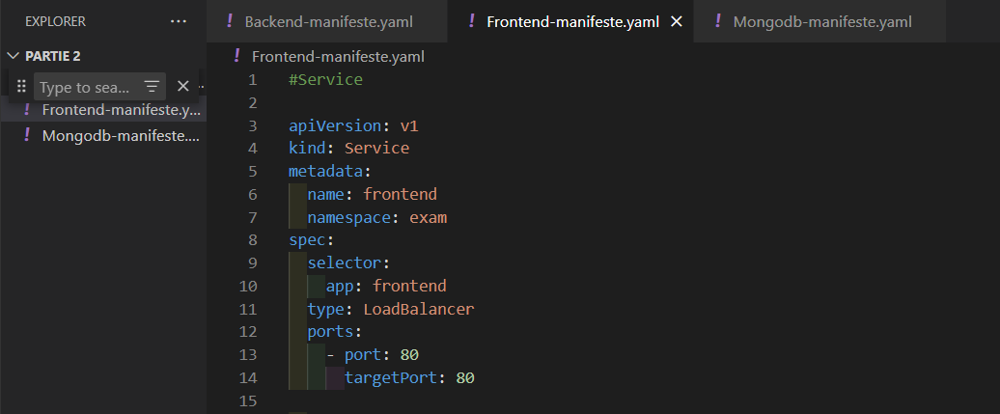 EXPLORER ...
Backend-manifeste.yaml
Frontend-manifeste.yaml
Mongodb-manifeste.yaml
PARTIE 2
Type to sea...
Frontend-manifeste.y...
Mongodb-manifeste....
Frontend-manifeste.yaml
1 #Service
2
3 apiVersion: v1
4 kind: Service
5 metadata:
6 name: frontend
7 namespace: exam
8 spec:
9 selector:
10 app: frontend
11 type: LoadBalancer
12 ports:
13 - port: 80
14 targetPort: 80
15